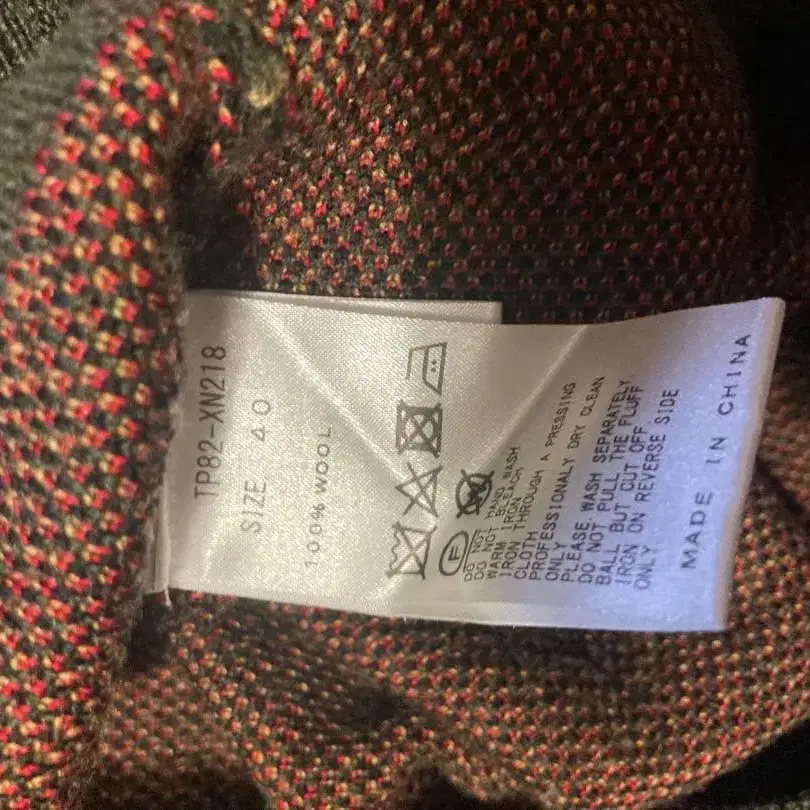 TP82-XN218
SIZE 40
100% WOOL
DO NOT HAND WASH
DO NOT BLEACH
WARM IRON
IRON THROUGH A PRESSING
CLOTH
PROFESSIONALY DRY CLEAN
ONLY
PLEASE WASH SEPARATELY
DO NOT PULL THE FLUFF
BALL BUT CUT OFF
IRON ON REVERSE SIDE
ONLY
MADE IN CHINA